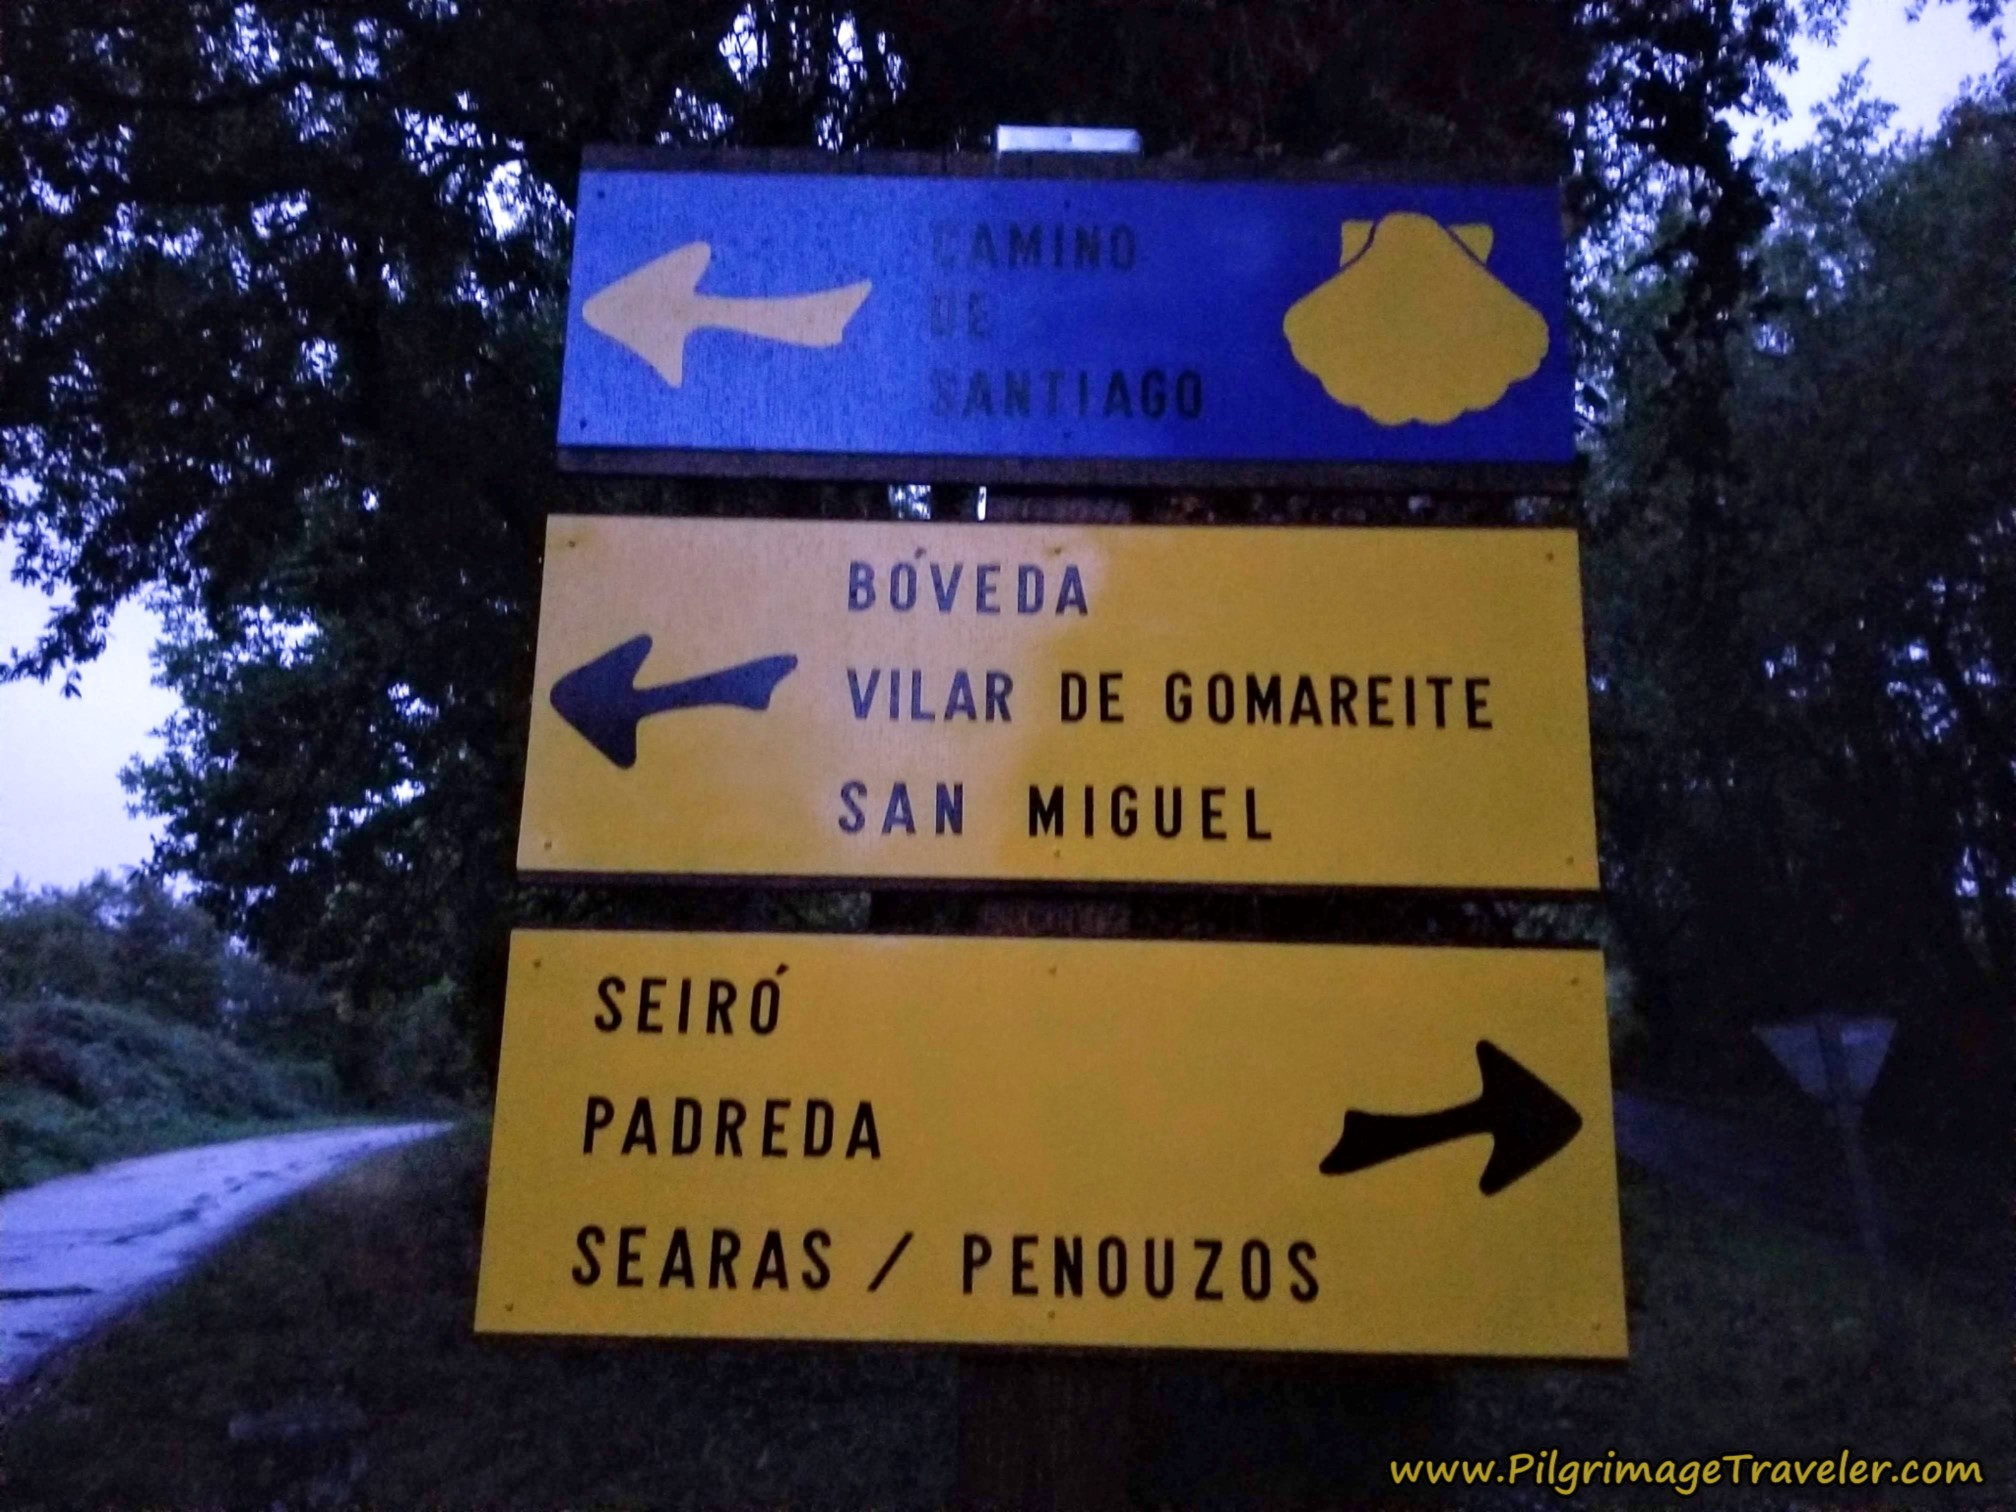 CAMINO
DE
SANTIAGO
BÓVEDA
VILAR DE GOMAREITE
SAN MIGUEL
SEIRÓ
PADREDA
SEARAS / PENOUZOS
www.PilgrimageTraveler.com